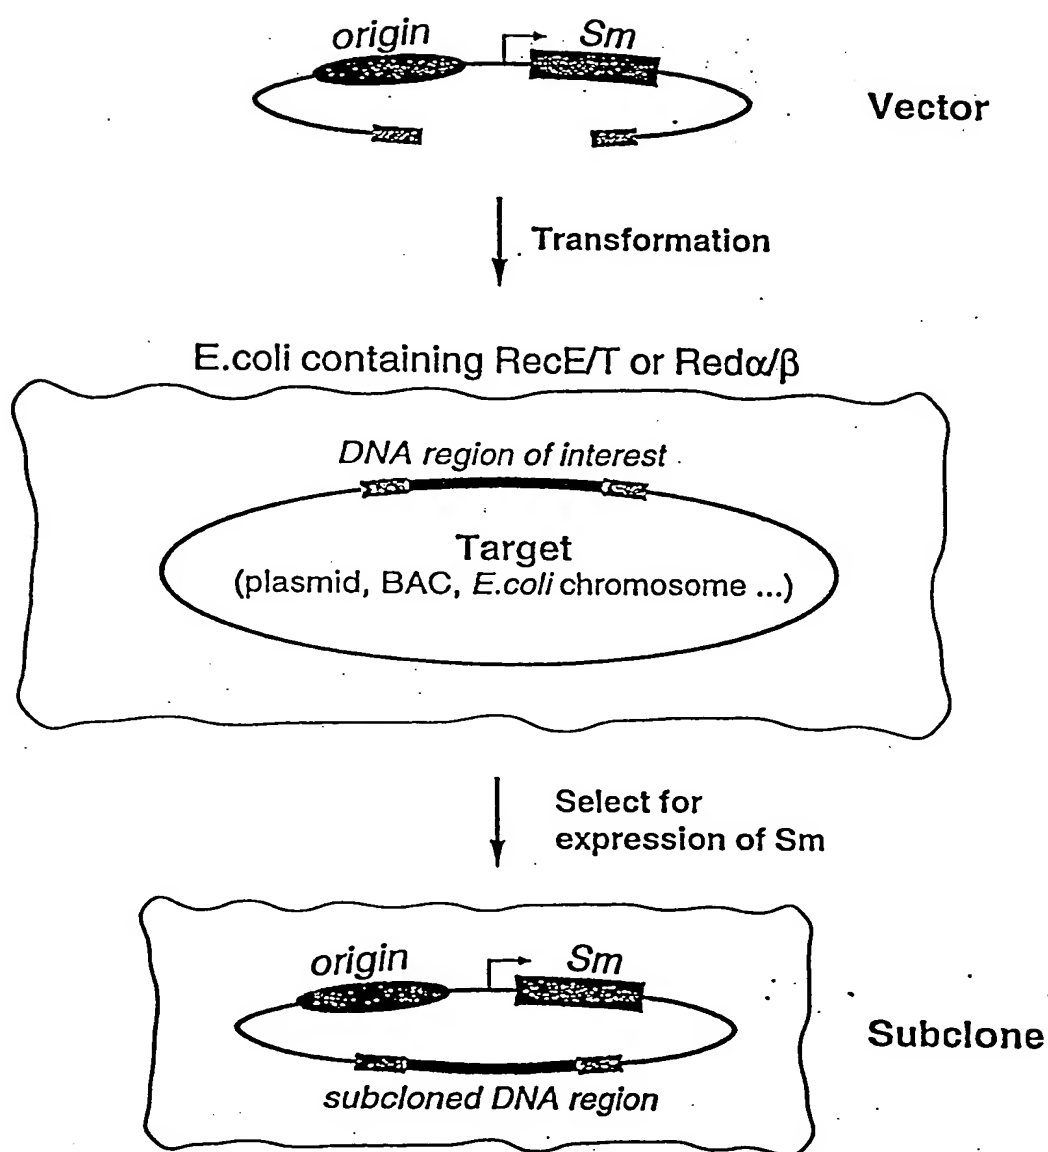 origin
Sm
Vector
Transformation
E.coli containing RecE/T or Redα/β
DNA region of interest
Target
(plasmid, BAC, E.coli chromosome ...)
Select for
expression of Sm
origin
Sm
Subclone
subcloned DNA region